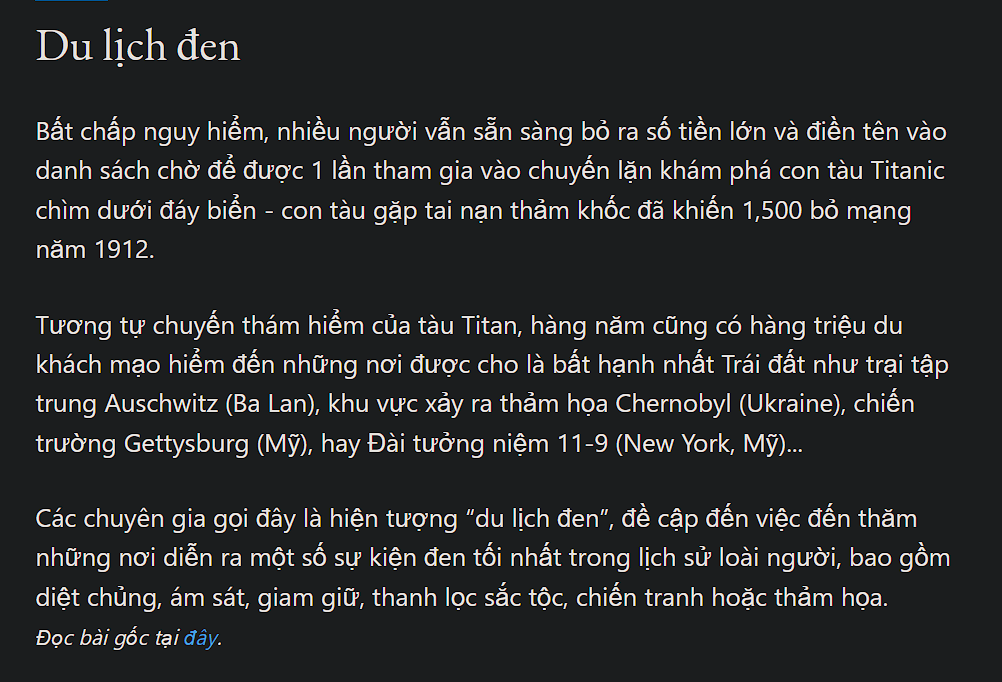 Du lịch đen
Bất chấp nguy hiểm, nhiều người vẫn sẵn sàng bỏ ra số tiền lớn và điền tên vào
danh sách chờ để được 1 lần tham gia vào chuyến lặn khám phá con tàu Titanic
chìm dưới đáy biển - con tàu gặp tai nạn thảm khốc đã khiến 1,500 bỏ mạng
năm 1912.
Tương tự chuyến thám hiểm của tàu Titan, hàng năm cũng có hàng triệu du
khách mạo hiểm đến những nơi được cho là bất hạnh nhất Trái đất như trại tập
trung Auschwitz (Ba Lan), khu vực xảy ra thảm họa Chernobyl (Ukraine), chiến
trường Gettysburg (Mỹ), hay Đài tưởng niệm 11-9 (New York, Mỹ)...
Các chuyên gia gọi đây là hiện tượng “du lịch đen”, đề cập đến việc đến thăm
những nơi diễn ra một số sự kiện đen tối nhất trong lịch sử loài người, bao gồm
diệt chủng, ám sát, giam giữ, thanh lọc sắc tộc, chiến tranh hoặc thảm họa.
Đọc bài gốc tại đây.